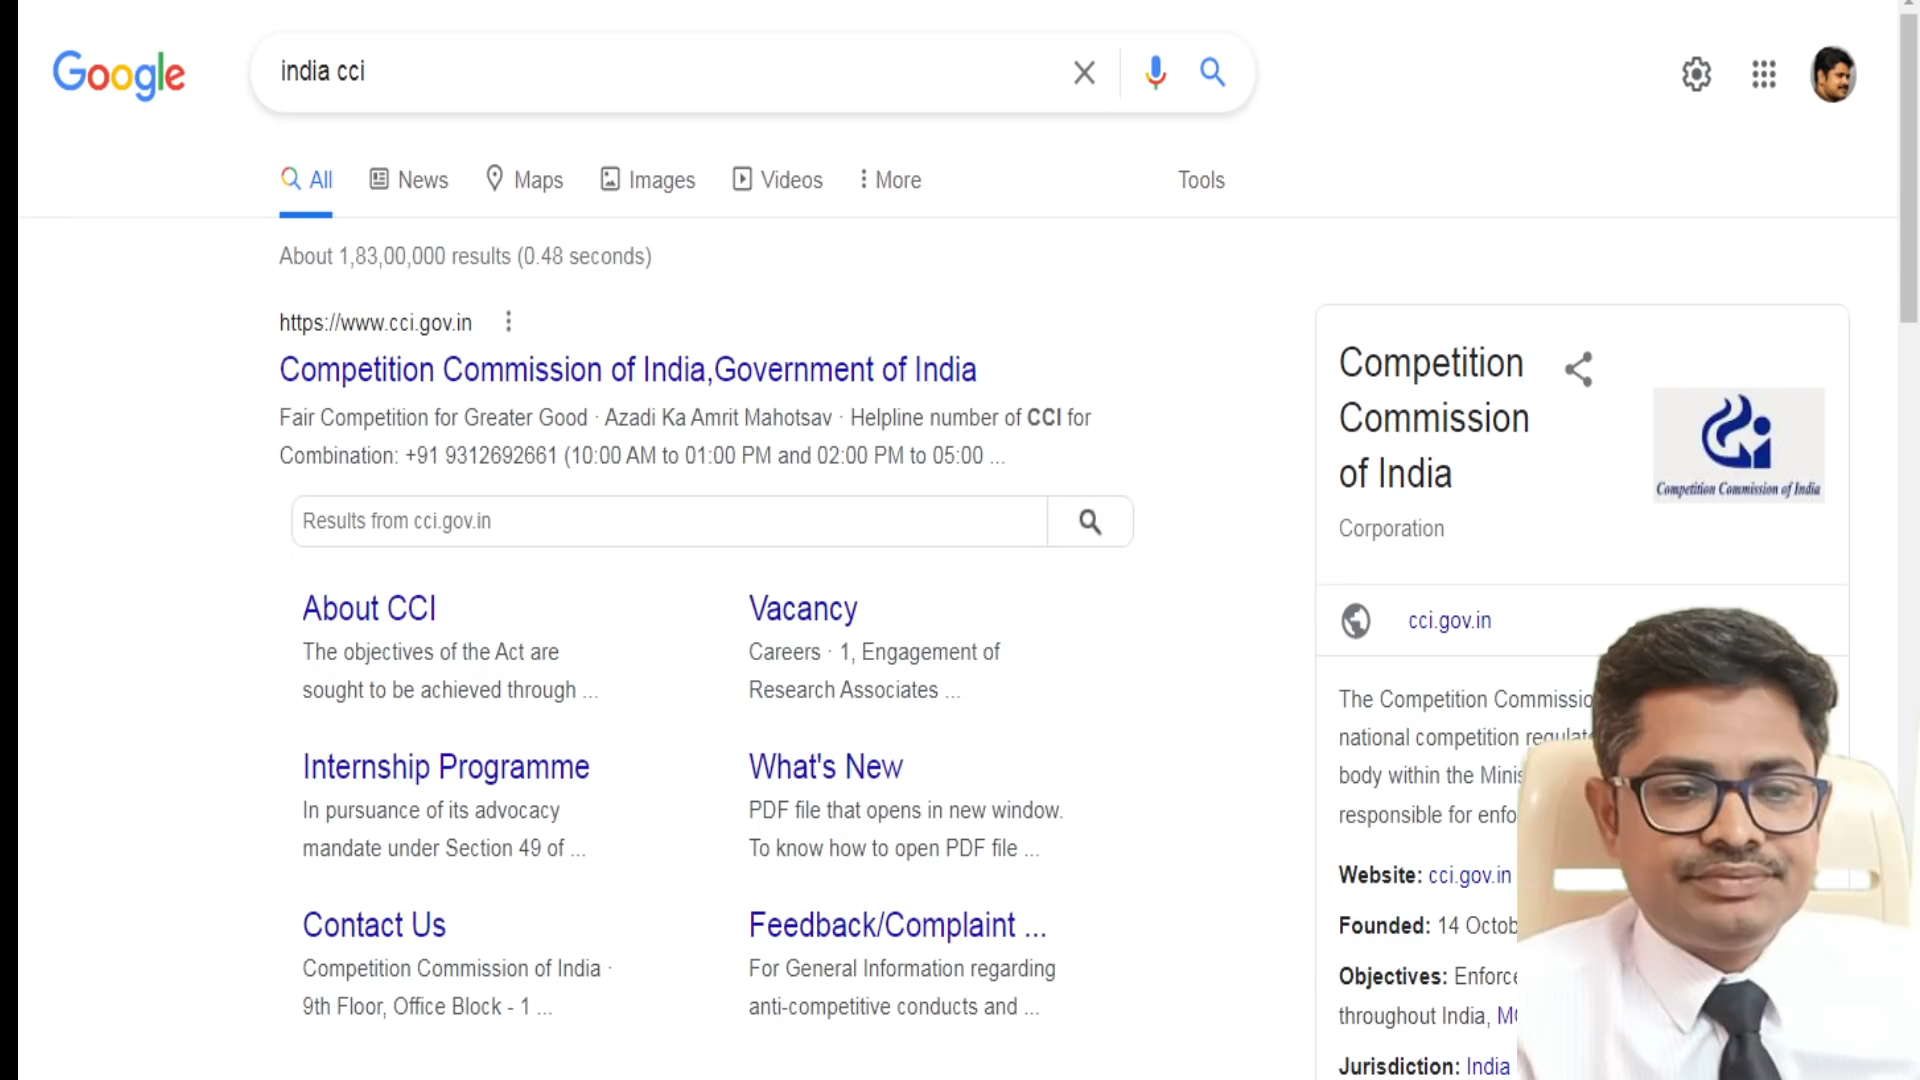 Google
india cci
All
News
Maps
Images
Videos
More
Tools
About 1,83,00,000 results (0.48 seconds)
https://www.cci.gov.in
Competition Commission of India,Government of India
Fair Competition for Greater Good · Azadi Ka Amrit Mahotsav · Helpline number of CCI for
Combination: +91 9312692661 (10:00 AM to 01:00 PM and 02:00 PM to 05:00 ...
Results from cci.gov.in
About CCI
The objectives of the Act are
sought to be achieved through ...
Vacancy
Careers · 1, Engagement of
Research Associates ...
Internship Programme
In pursuance of its advocacy
mandate under Section 49 of ...
What's New
PDF file that opens in new window.
To know how to open PDF file ...
Contact Us
Competition Commission of India ·
9th Floor, Office Block - 1 ...
Feedback/Complaint ...
For General Information regarding
anti-competitive conducts and ...
Competition
Commission
of India
Corporation
Competition Commission of India
cci.gov.in
The Competition
national competition
body within the
responsible for
Website: cci.gov.in
Founded: 14
Objectives:
throughout India,
Jurisdiction: India